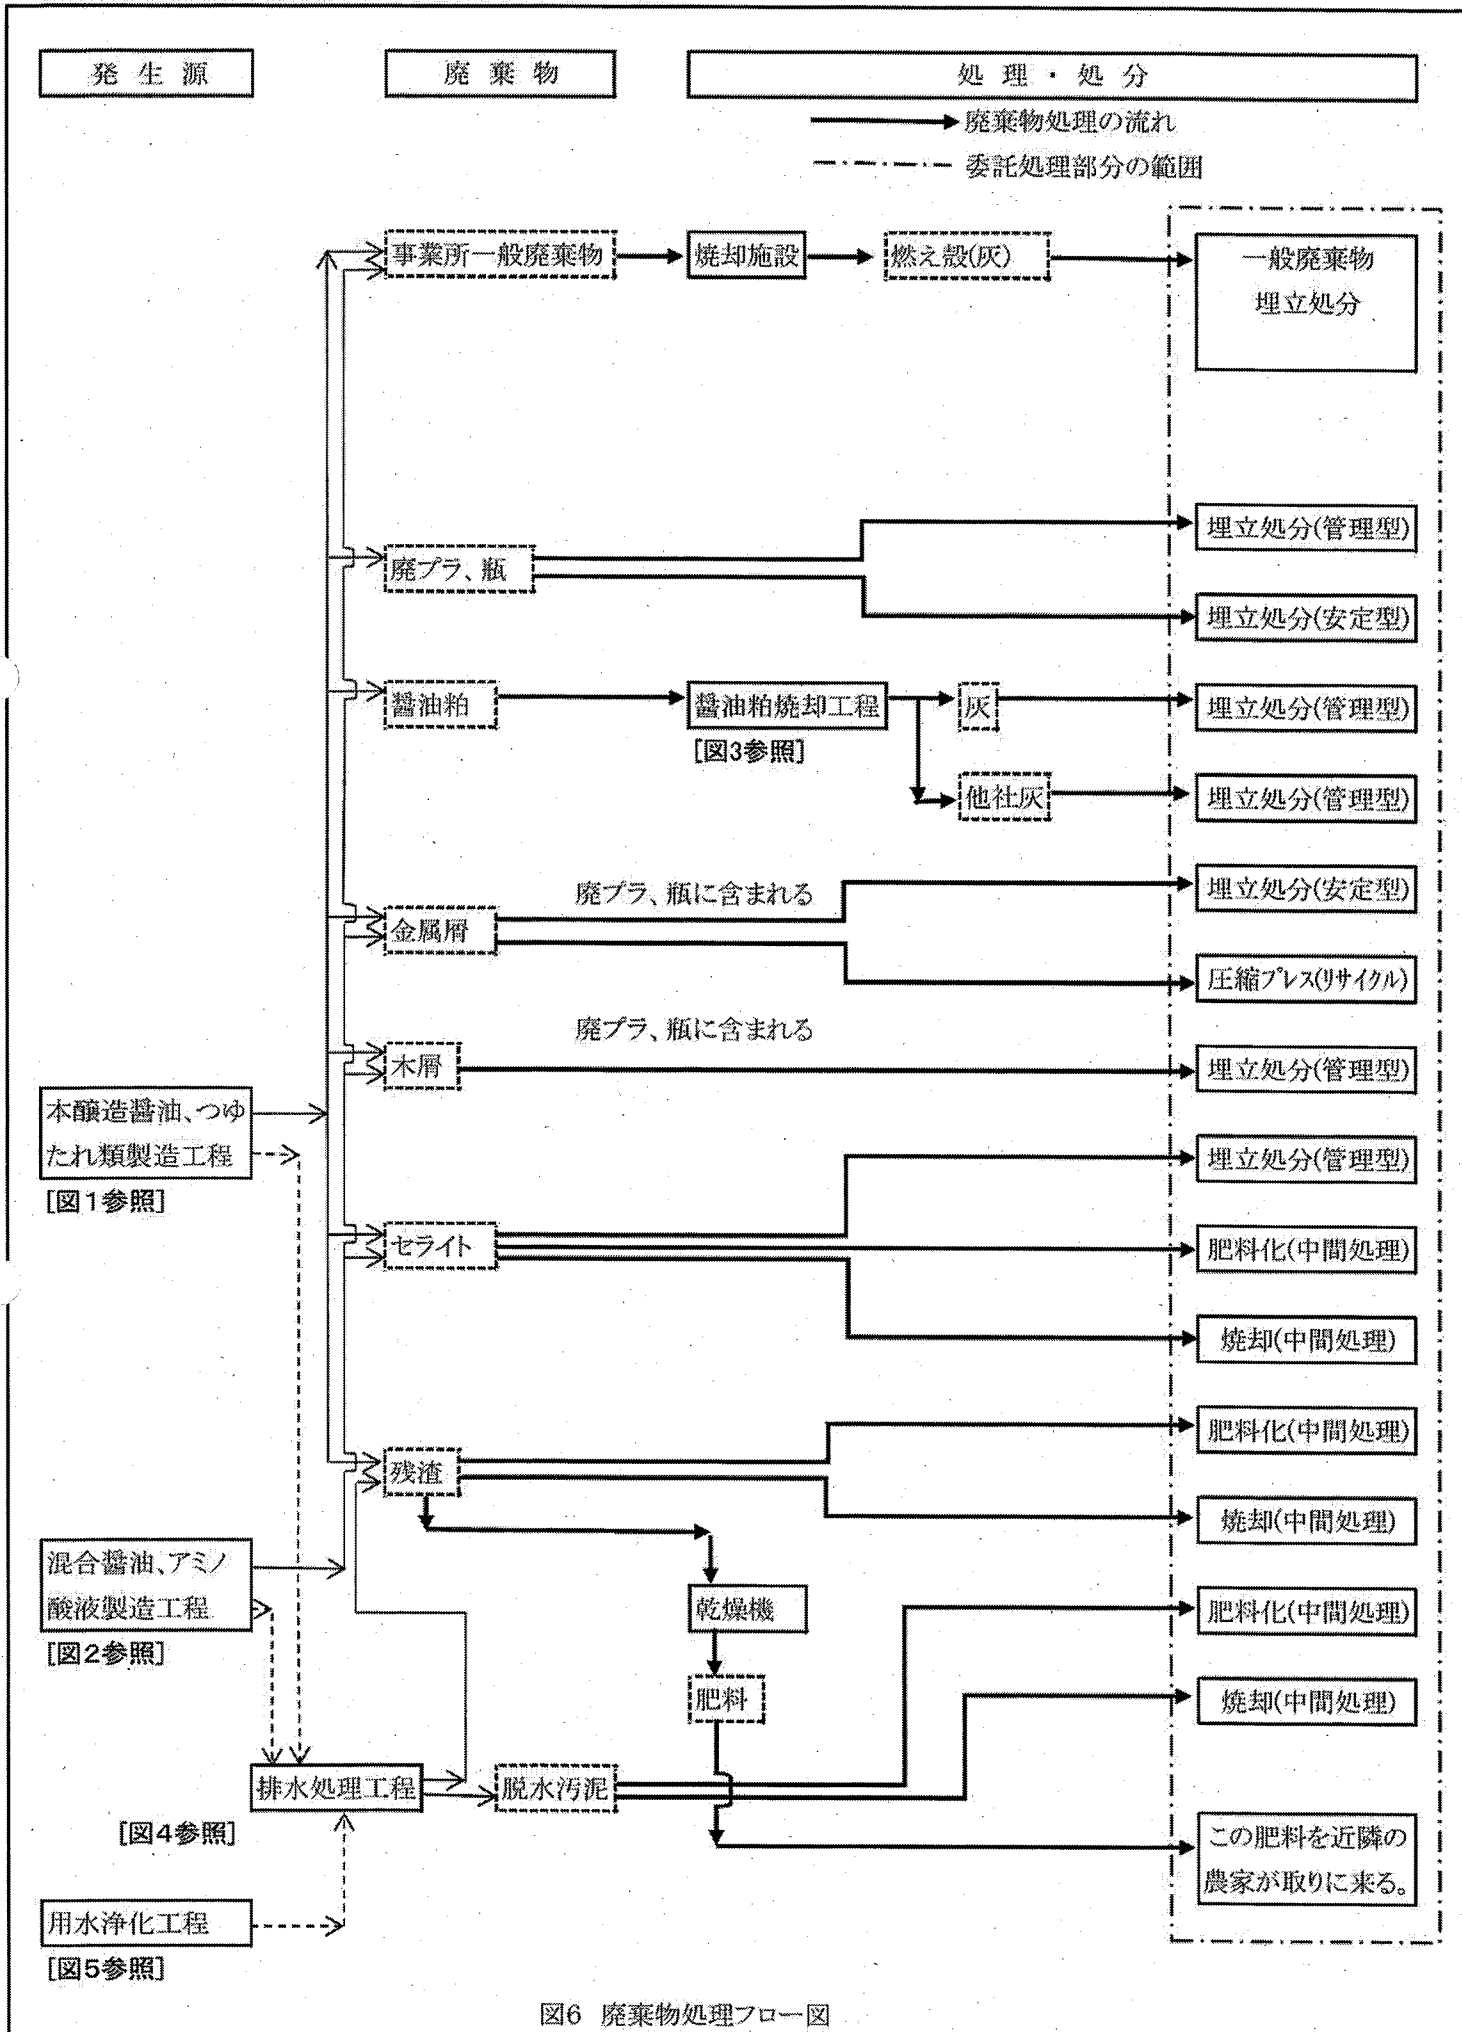 発生源
廃棄物
処理・処分
廃棄物処理の流れ
委託処理部分の範囲
事業所一般廃棄物
焼却施設
燃え殻(灰)
一般廃棄物
埋立処分
埋立処分(管理型)
廃プラ、瓶
埋立処分(安定型)
醤油粕
醤油粕焼却工程
灰
埋立処分(管理型)
[図3参照]
他社灰
埋立処分(管理型)
廃プラ、瓶に含まれる
埋立処分(安定型)
金属屑
圧縮プレス(リサイクル)
廃プラ、瓶に含まれる
木屑
埋立処分(管理型)
本醸造醤油、つゆ
たれ類製造工程
[図1参照]
埋立処分(管理型)
セライト
肥料化(中間処理)
焼却(中間処理)
肥料化(中間処理)
残渣
焼却(中間処理)
混合醤油、アミノ
酸液製造工程
[図2参照]
乾燥機
肥料化(中間処理)
肥料
焼却(中間処理)
排水処理工程
脱水汚泥
[図4参照]
この肥料を近隣の
農家が取りに来る。
用水浄化工程
[図5参照]
図6 廃棄物処理フロー図